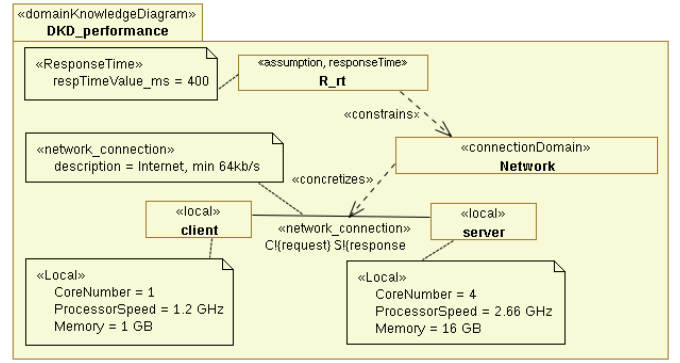 «domainKnowledgeDiagram»
DKD_performance
«ResponseTime»
respTimeValue_ms = 400
«assumption, responseTime»
R_rt
«constrains»
«network_connection»
description = Internet, min 64kb/s
«connectionDomain»
Network
«concretizes»
«local»
client
«network_connection»
C!{request} S!{response
«local»
server
«Local»
CoreNumber = 1
ProcessorSpeed = 1.2 GHz
Memory = 1 GB
«Local»
CoreNumber = 4
ProcessorSpeed = 2.66 GHz
Memory = 16 GB